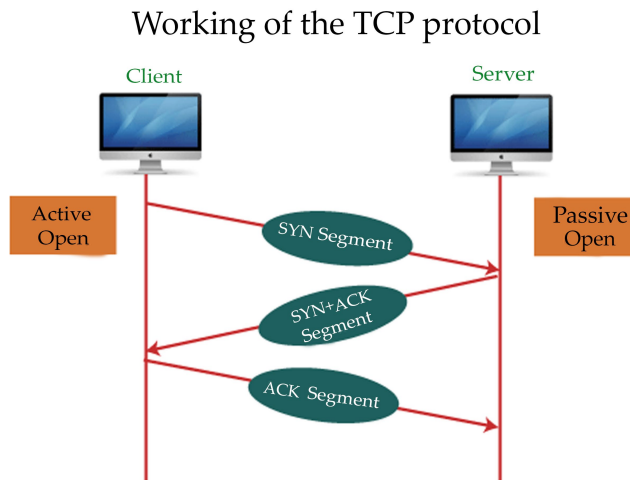 Working of the TCP protocol
Client
Server
Active
Open
Passive
Open
SYN Segment
SYN+ACK
Segment
ACK Segment